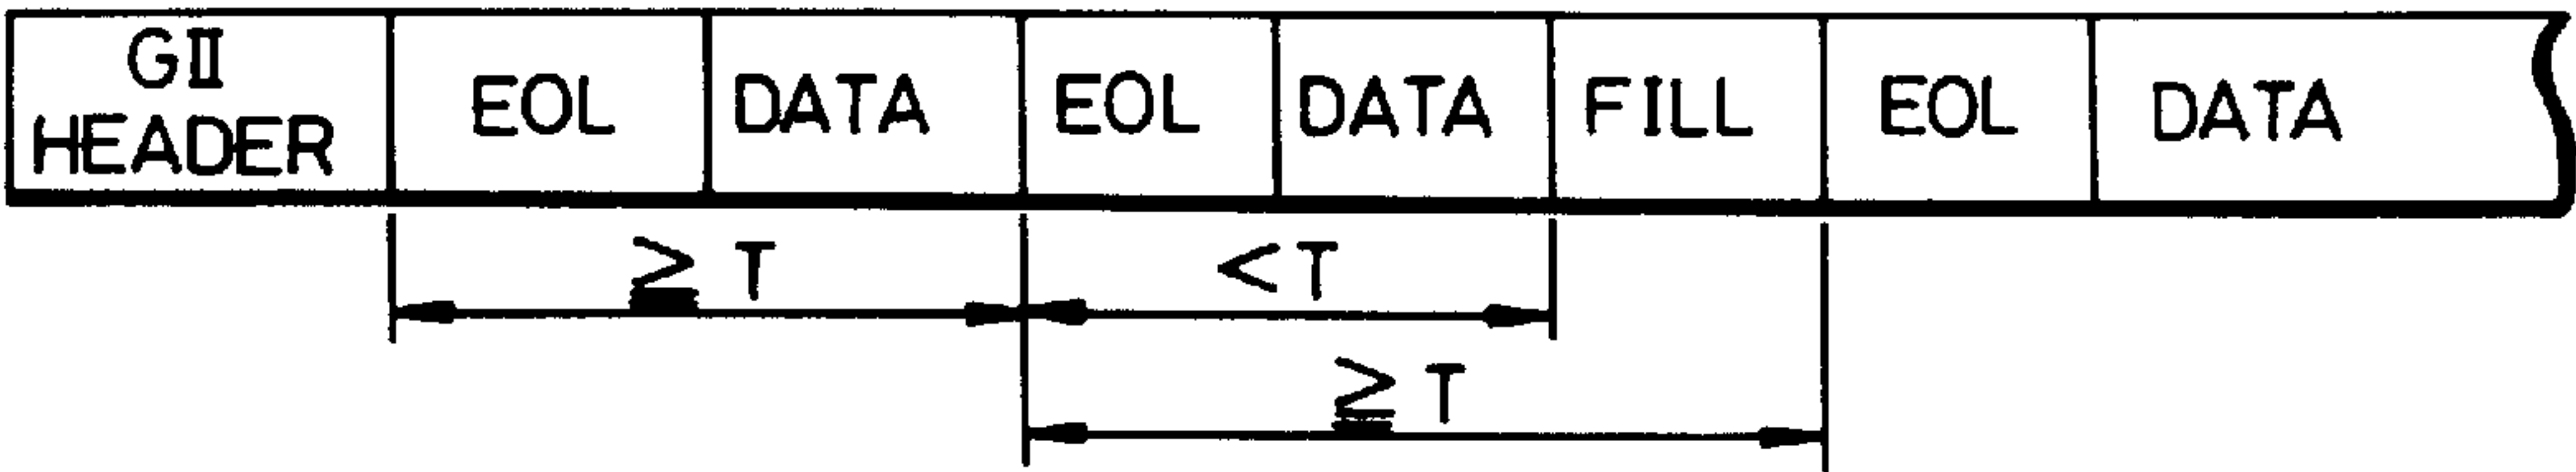 GII
HEADER
EOL
DATA
EOL
DATA
FILL
EOL
DATA
≧ T
< T
≧ T